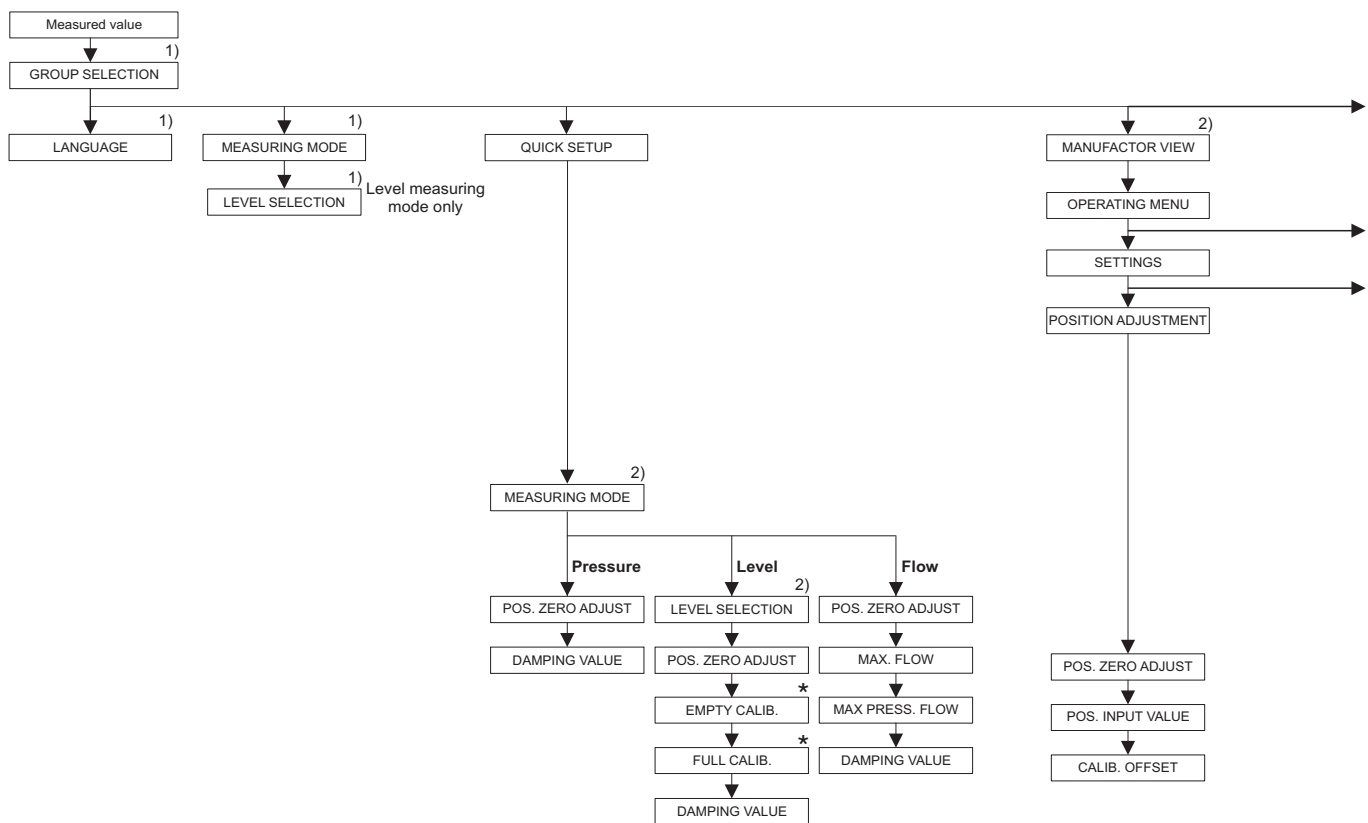 Measured value
1)
GROUP SELECTION
1)
LANGUAGE
1)
MEASURING MODE
QUICK SETUP
2)
MANUFACTOR VIEW
1)
LEVEL SELECTION
Level measuring
mode only
OPERATING MENU
SETTINGS
POSITION ADJUSTMENT
2)
MEASURING MODE
Pressure
Level
Flow
2)
POS. ZERO ADJUST
LEVEL SELECTION
POS. ZERO ADJUST
DAMPING VALUE
POS. ZERO ADJUST
MAX. FLOW
POS. ZERO ADJUST
*
EMPTY CALIB.
MAX PRESS. FLOW
POS. INPUT VALUE
*
FULL CALIB.
DAMPING VALUE
CALIB. OFFSET
DAMPING VALUE